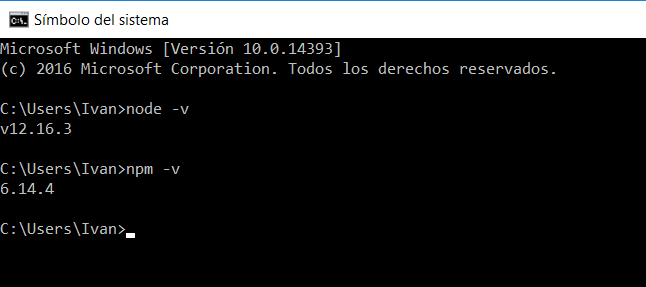 Símbolo del sistema
Microsoft Windows [Versión 10.0.14393]
(c) 2016 Microsoft Corporation. Todos los derechos reservados.
C:\Users\Ivan>node -v
v12.16.3
C:\Users\Ivan>npm -v
6.14.4
C:\Users\Ivan>